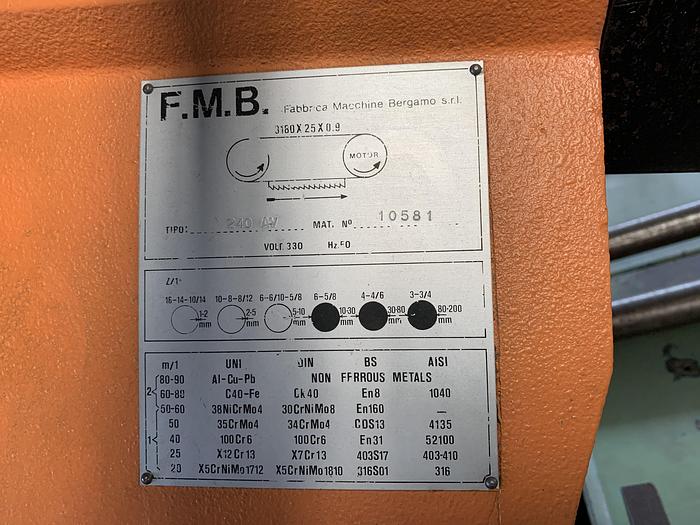 F.M.B. Fabbrica Macchine Bergamo s.r.l.
3180X25X0.9
MOTOR
TIPO: 240 AV MAT. Nº 10581
VOLT. 330 Hz.50
Z/1"
16-14-10/14 10-8-8/12 6-6/10-5/8 6-5/8 4-4/6 3-3/4
1-2 mm 2-5 mm 5-10 mm 10-30 mm 30-80 mm 80-200 mm
m/1 UNI DIN BS AISI
80-90 Al-Cu-Pb NON FERROUS METALS
2 60-80 C40-Fe Ck40 En8 1040
50-60 38NiCrMo4 30CrNiMo8 En160 —
50 35CrMo4 34CrMo4 CDS13 4135
1 40 100Cr6 100Cr6 En31 52100
25 X12Cr13 X7Cr13 403S17 403-410
20 X5CrNiMo1712 X5CrNiMo1810 316S01 316